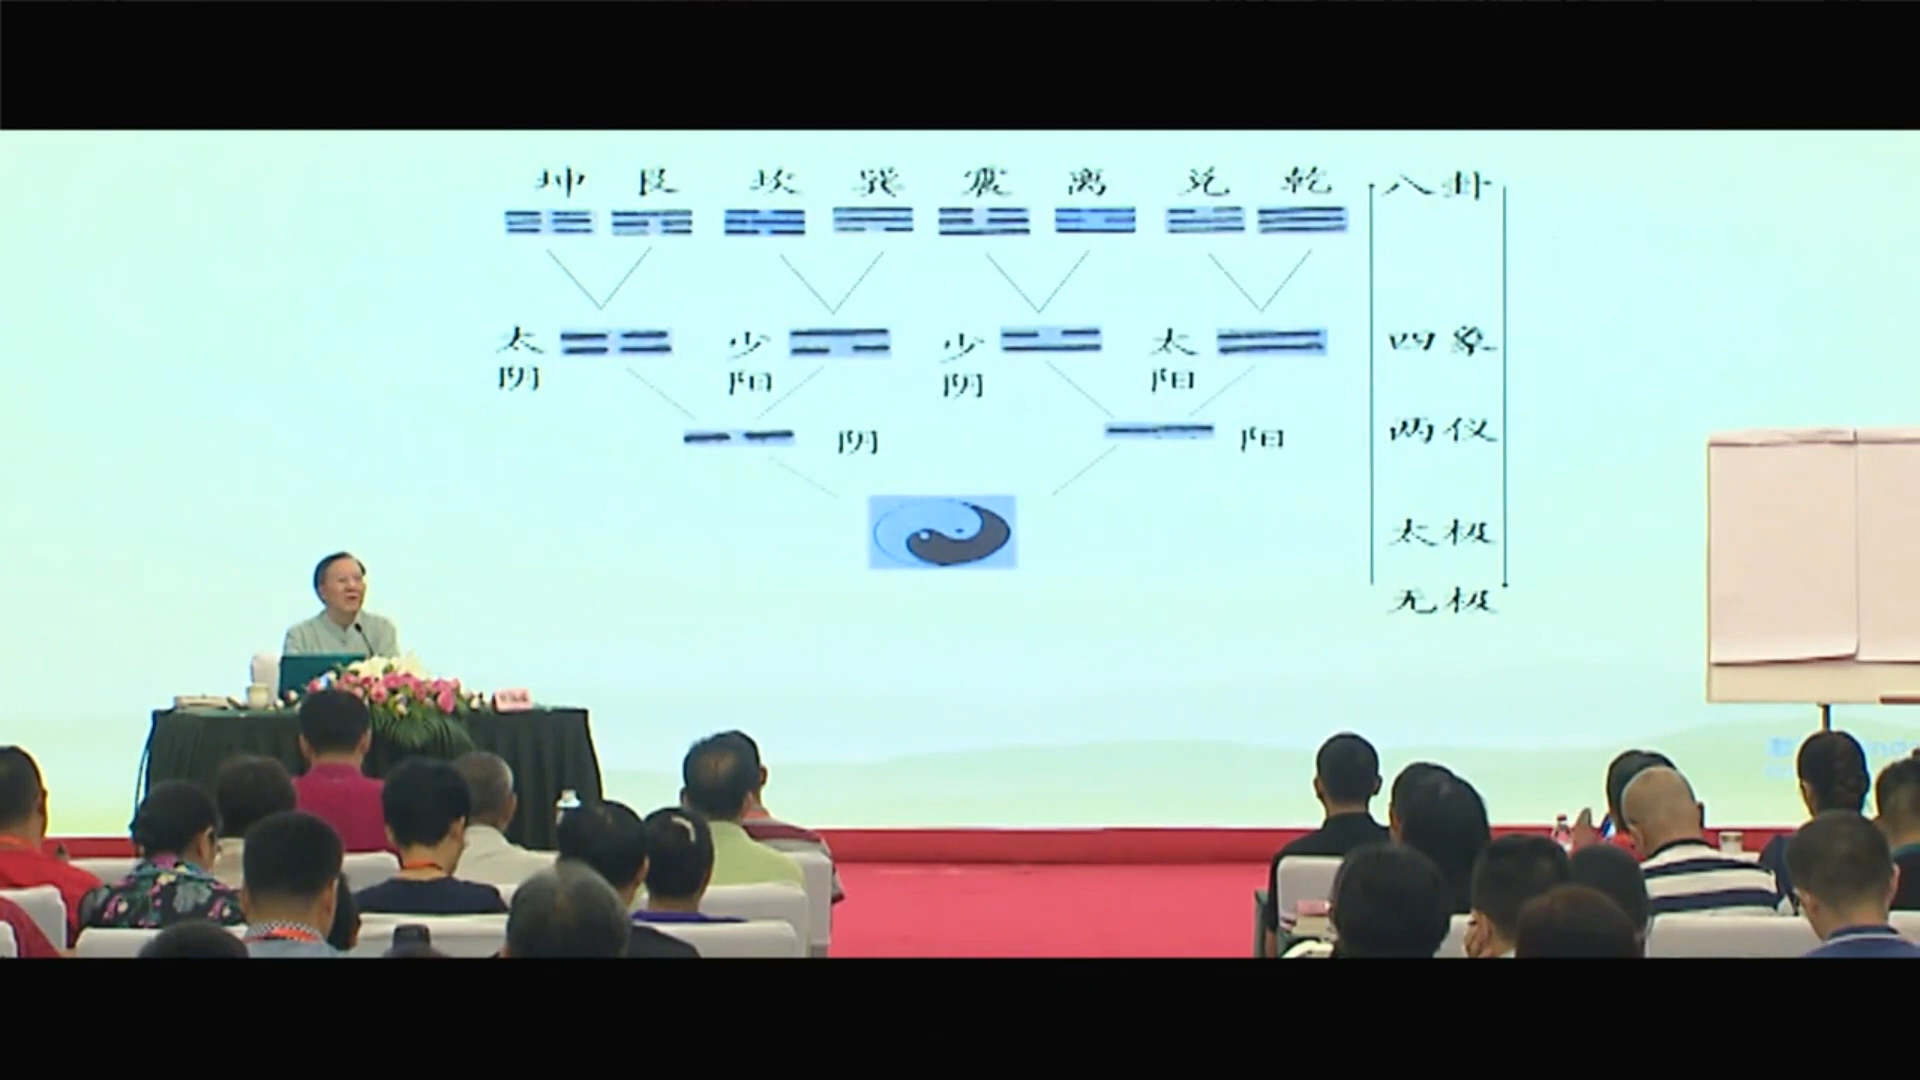 坤 艮 坎 巽 震 离 兑 乾 八卦
太阴 少阳 少阴 太阳 四象
阴 阳 两仪
太极
无极